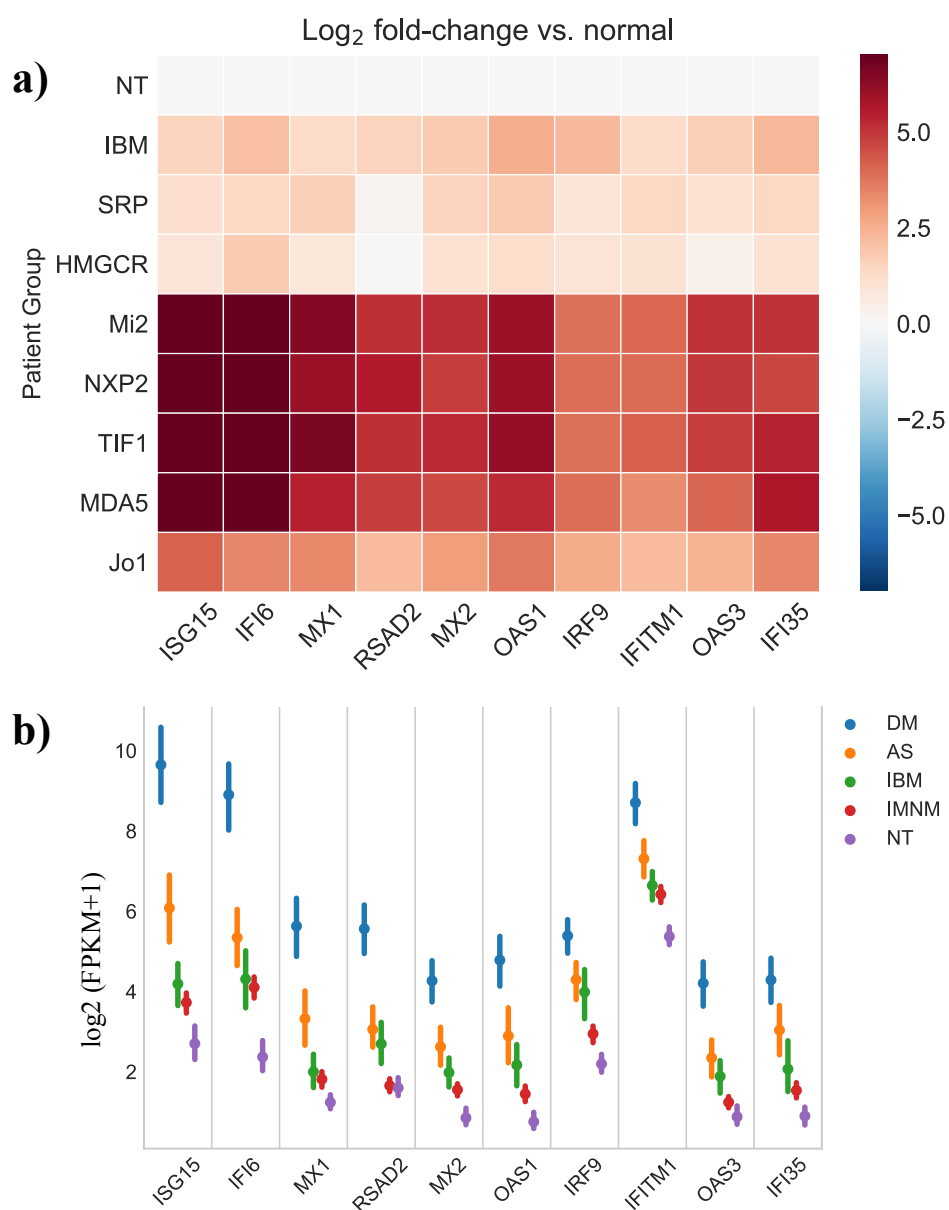 Log₂ fold-change vs. normal
a)
Patient Group
NT
IBM
SRP
HMGCR
Mi2
NXP2
TIF1
MDA5
Jo1
ISG15 IFI6 MX1 RSAD2 MX2 OAS1 IRF9 IFITM1 OAS3 IFI35
5.0
2.5
0.0
−2.5
−5.0
b)
log2 (FPKM+1)
10
8
6
4
2
ISG15 IFI6 MX1 RSAD2 MX2 OAS1 IRF9 IFITM1 OAS3 IFI35
DM
AS
IBM
IMNM
NT